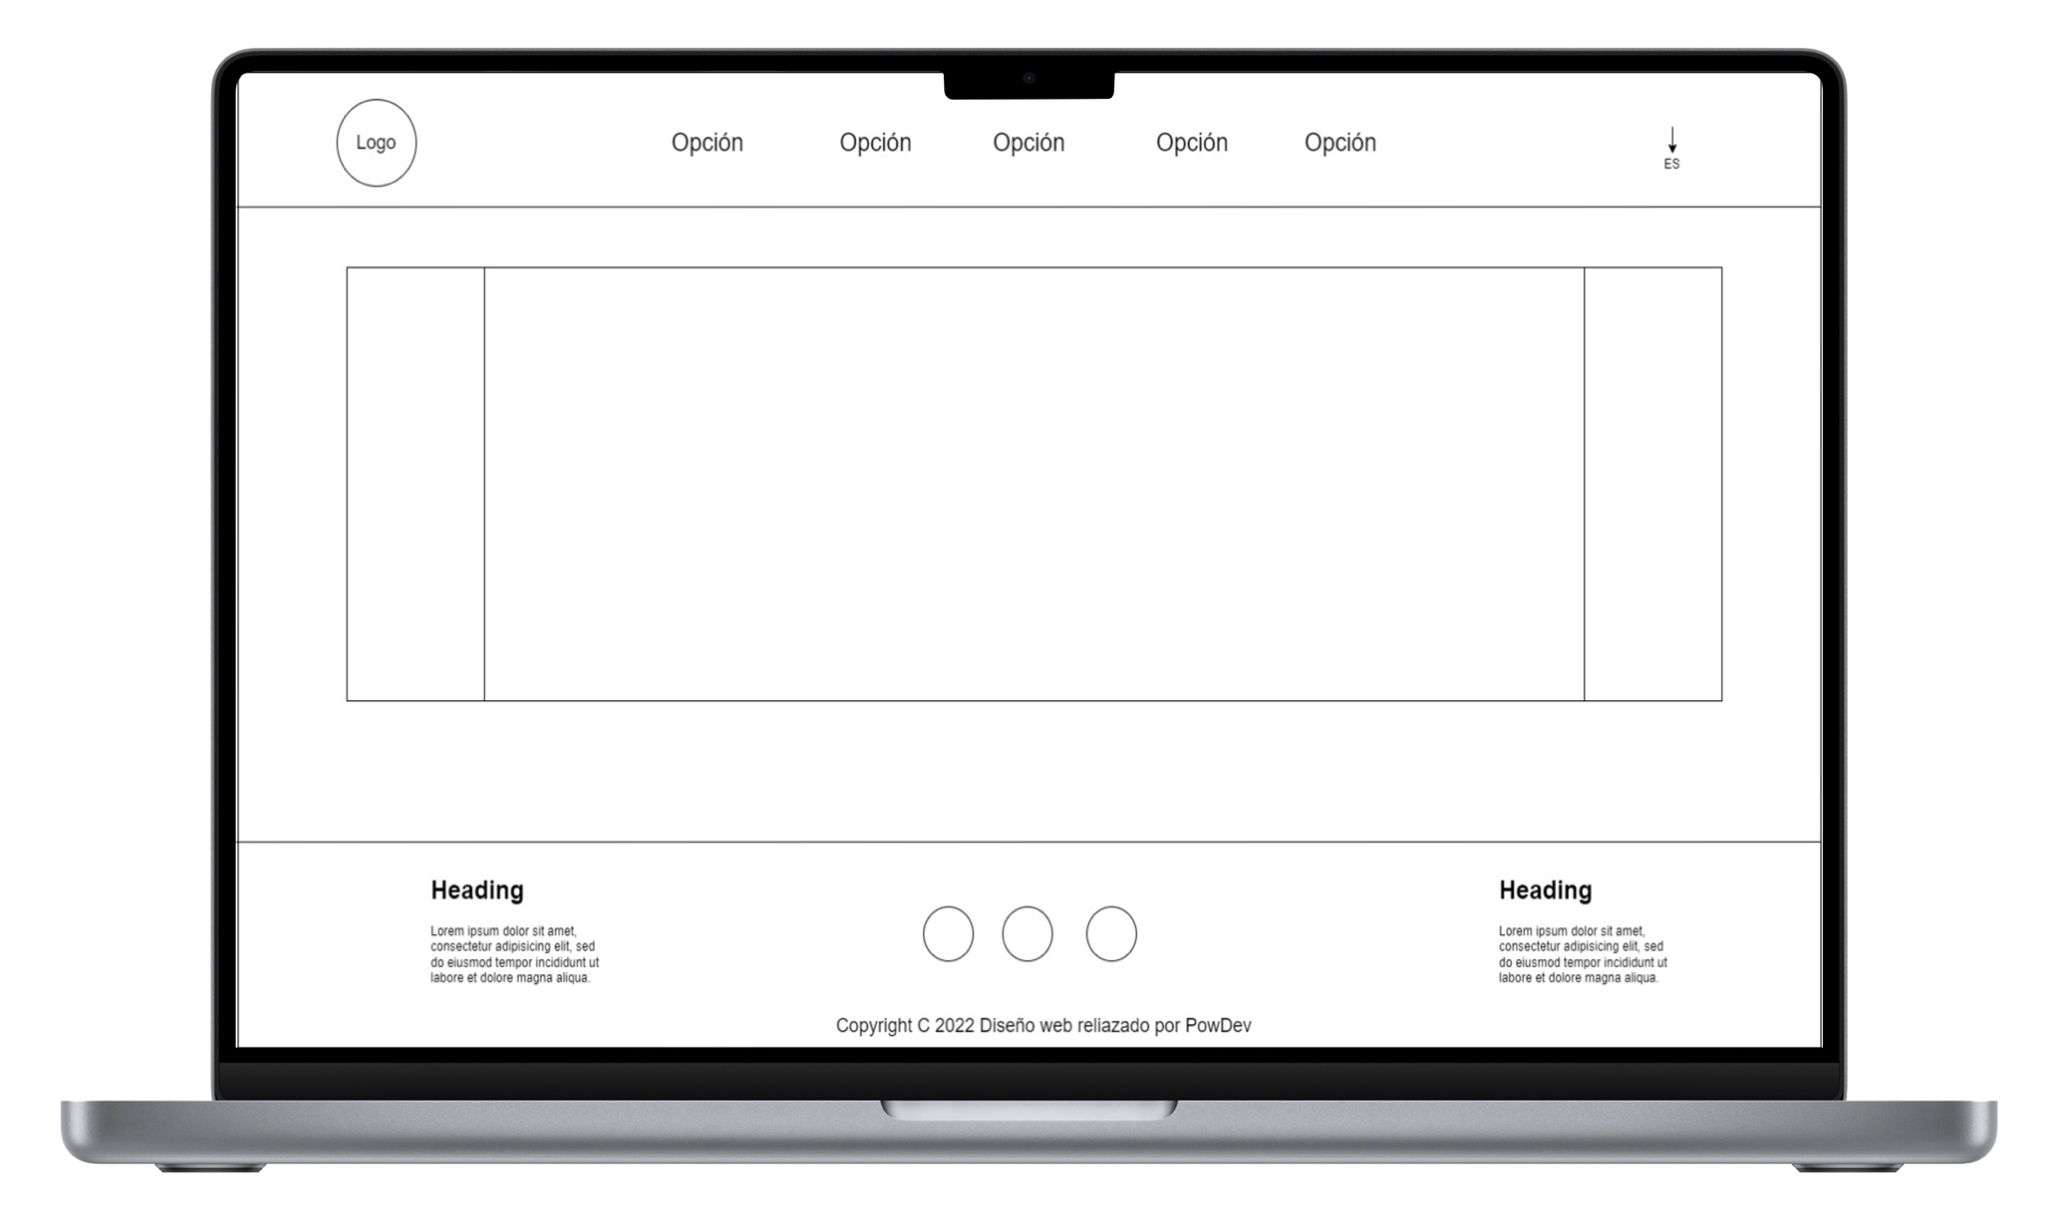 Logo
Opción
Opción
Opción
Opción
Opción
ES
Heading
Lorem ipsum dolor sit amet,
consectetur adipisicing elit, sed
do eiusmod tempor incididunt ut
labore et dolore magna aliqua.
Heading
Lorem ipsum dolor sit amet,
consectetur adipisicing elit, sed
do eiusmod tempor incididunt ut
labore et dolore magna aliqua.
Copyright C 2022 Diseño web reliazado por PowDev